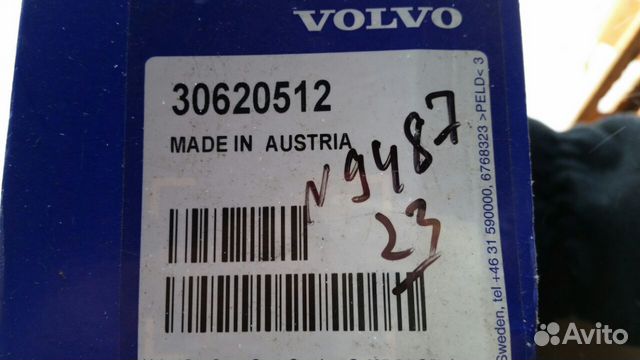 VOLVO
30620512
MADE IN AUSTRIA
N9487
23
Sweden, tel +46 31 590000, 6768323 >PELD< 3
Avito